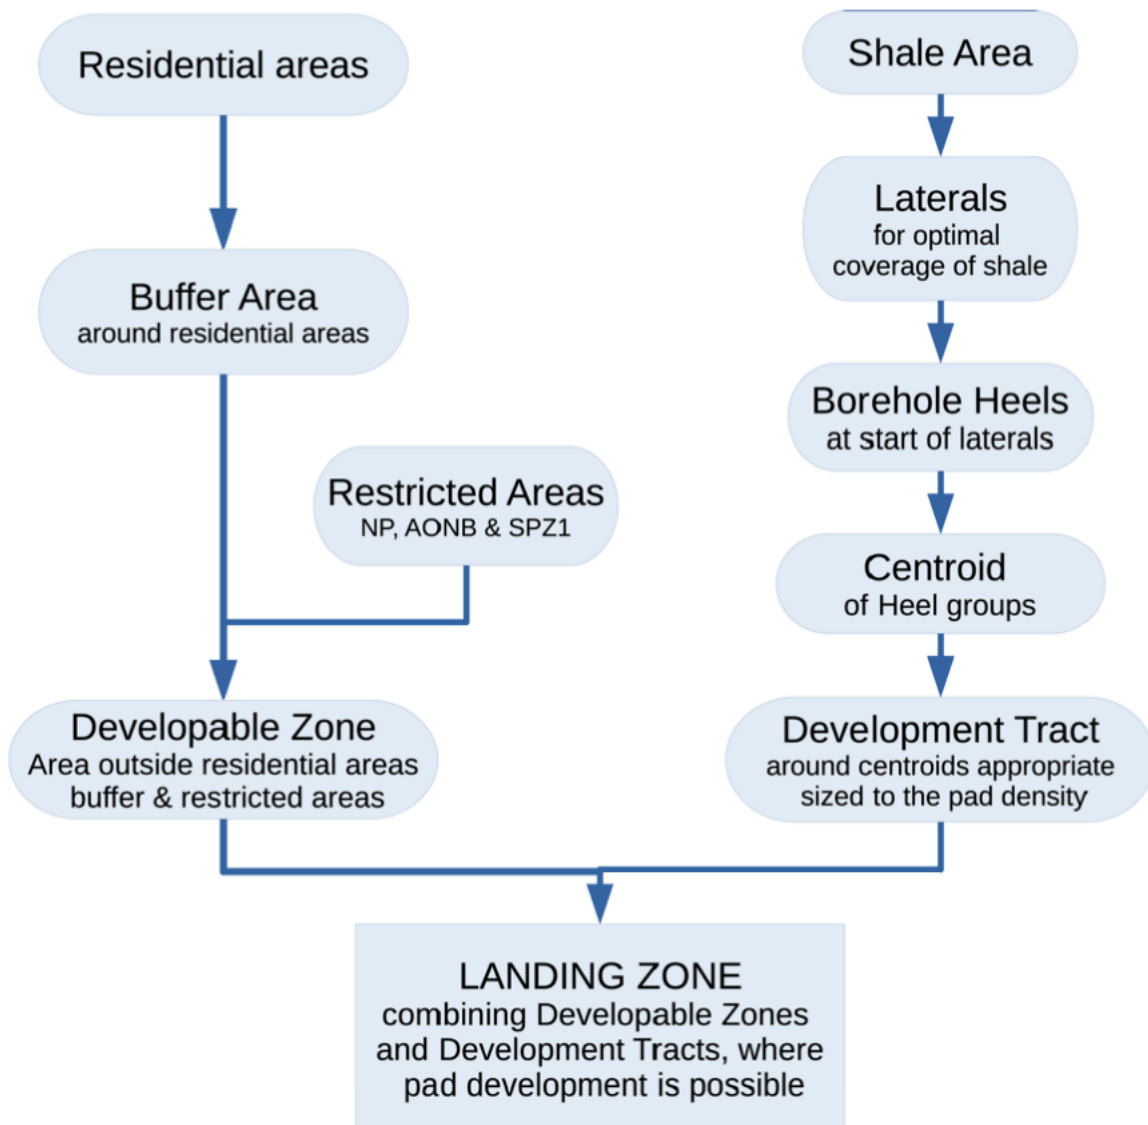 Residential areas
Buffer Area
around residential areas
Restricted Areas
NP, AONB & SPZ1
Developable Zone
Area outside residential areas
buffer & restricted areas
Shale Area
Laterals
for optimal
coverage of shale
Borehole Heels
at start of laterals
Centroid
of Heel groups
Development Tract
around centroids appropriate
sized to the pad density
LANDING ZONE
combining Developable Zones
and Development Tracts, where
pad development is possible